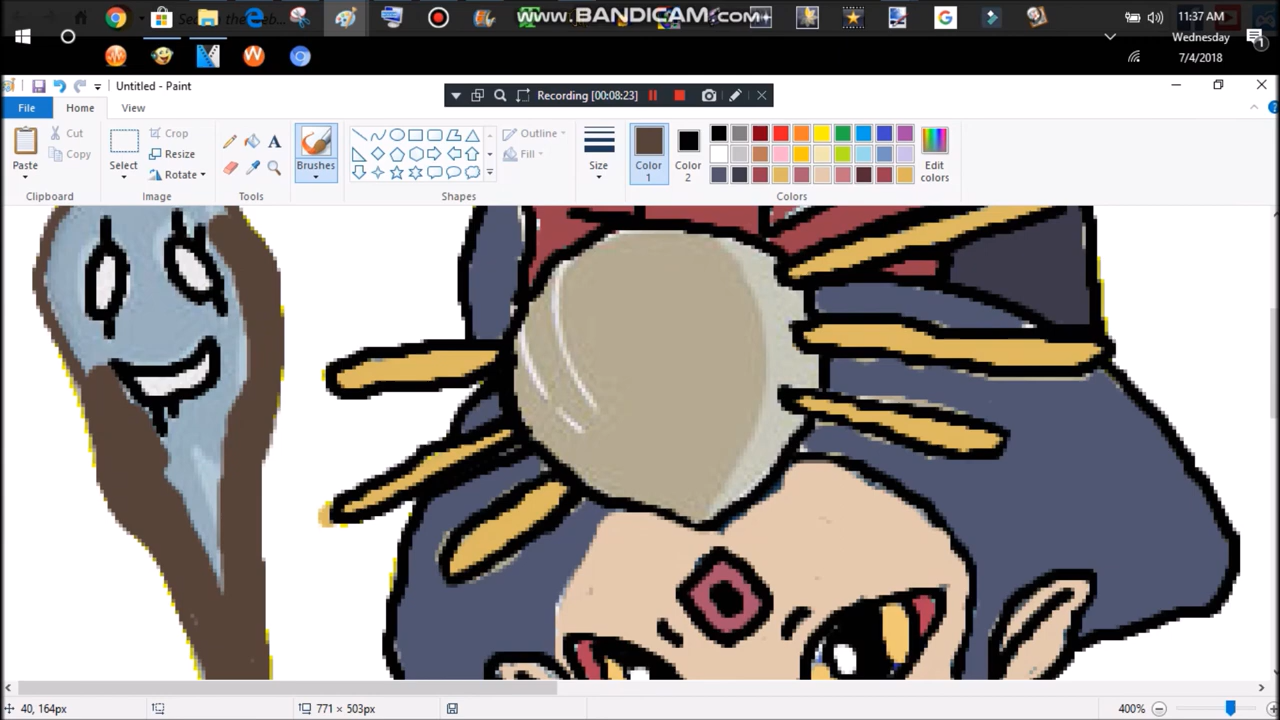 www.BANDICAM.com
11:37 AM
Wednesday
7/4/2018
1
Untitled - Paint
Recording [00:08:23]
File Home View
Paste
Cut
Copy
Clipboard
Select
Crop
Resize
Rotate
Image
A
Tools
Brushes
Outline
Fill
Shapes
Size
Color 1
Color 2
Edit colors
Colors
40, 164px
771 × 503px
400%